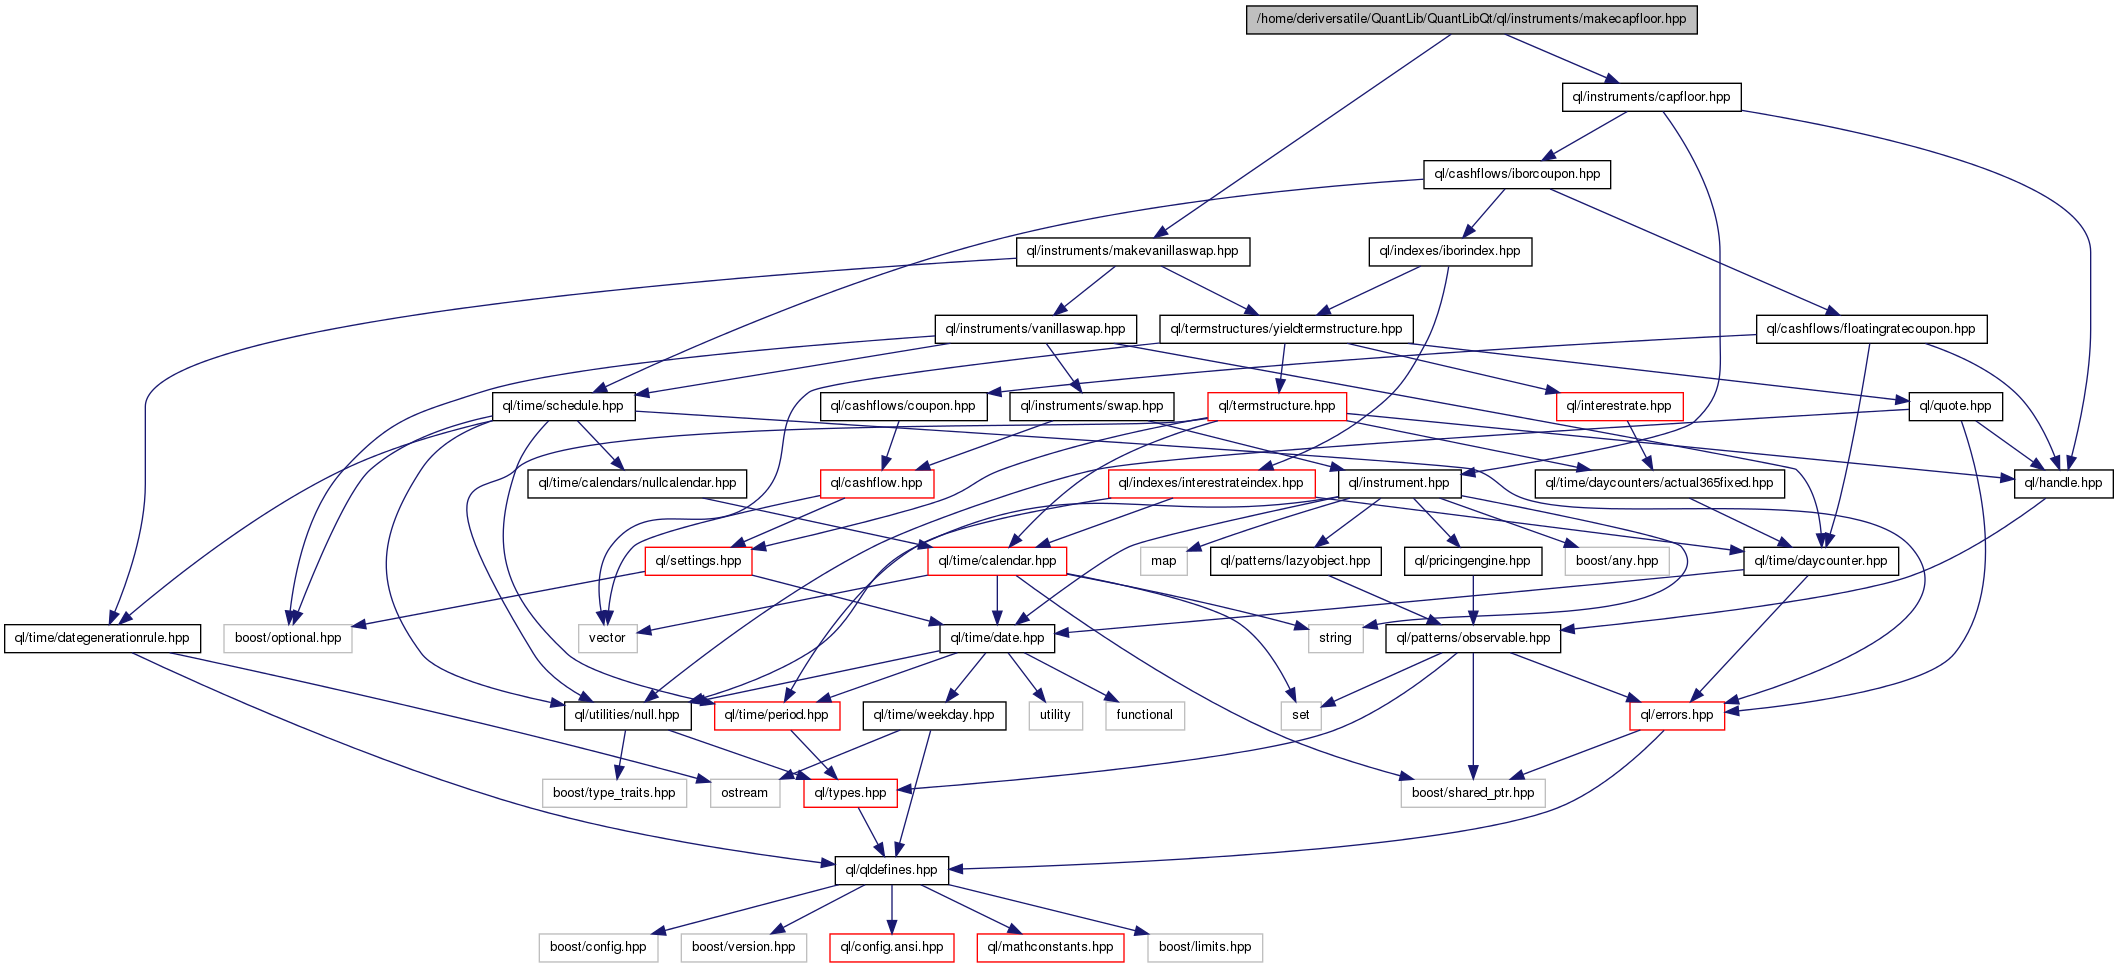 /home/deriversatile/QuantLib/QuantLibQt/ql/instruments/makecapfloor.hpp
ql/instruments/capfloor.hpp
ql/cashflows/iborcoupon.hpp
ql/instruments/makevanillaswap.hpp
ql/indexes/iborindex.hpp
ql/instruments/vanillaswap.hpp
ql/termstructures/yieldtermstructure.hpp
ql/cashflows/floatingratecoupon.hpp
ql/time/schedule.hpp
ql/cashflows/coupon.hpp
ql/instruments/swap.hpp
ql/termstructure.hpp
ql/interestrate.hpp
ql/quote.hpp
ql/time/calendars/nullcalendar.hpp
ql/cashflow.hpp
ql/indexes/interestrateindex.hpp
ql/instrument.hpp
ql/time/daycounters/actual365fixed.hpp
ql/handle.hpp
ql/settings.hpp
ql/time/calendar.hpp
map
ql/patterns/lazyobject.hpp
ql/pricingengine.hpp
boost/any.hpp
ql/time/daycounter.hpp
ql/time/dategenerationrule.hpp
boost/optional.hpp
vector
ql/time/date.hpp
string
ql/patterns/observable.hpp
ql/utilities/null.hpp
ql/time/period.hpp
ql/time/weekday.hpp
utility
functional
set
ql/errors.hpp
boost/type_traits.hpp
ostream
ql/types.hpp
boost/shared_ptr.hpp
ql/qldefines.hpp
boost/config.hpp
boost/version.hpp
ql/config.ansi.hpp
ql/mathconstants.hpp
boost/limits.hpp